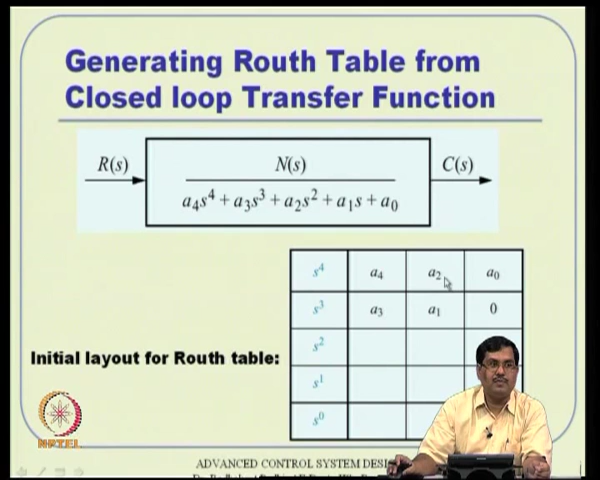 Generating Routh Table from
Closed loop Transfer Function
R(s) N(s) C(s)
a₄s⁴ + a₃s³ + a₂s² + a₁s + a₀
s⁴ a₄ a₂ a₀
s³ a₃ a₁ 0
s²
Initial layout for Routh table:
s¹
s⁰
NPTEL
ADVANCED CONTROL SYSTEM DESI